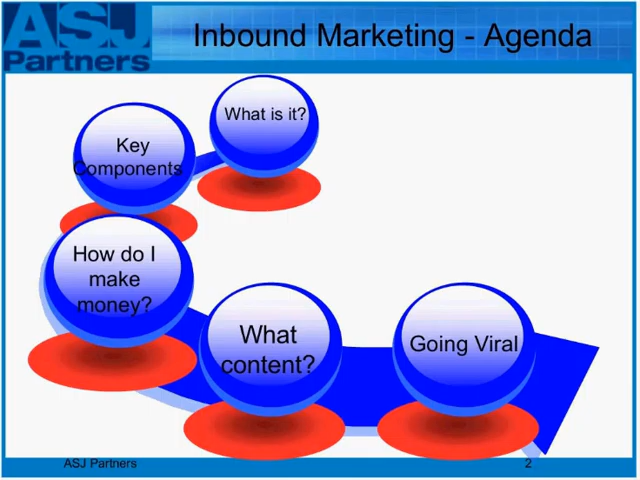 ASJ
Partners
Inbound Marketing - Agenda
What is it?
Key
Components
How do I
make
money?
What
content?
Going Viral
ASJ Partners
2